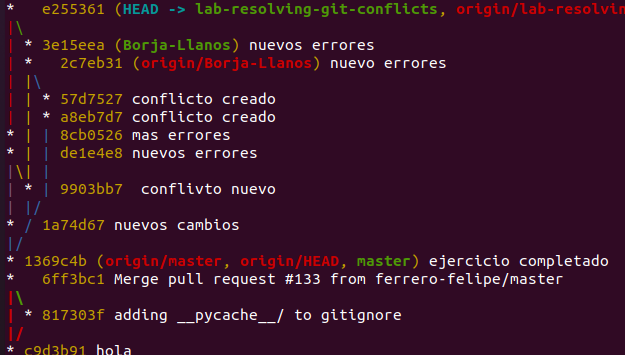 *   e255361 (HEAD -> lab-resolving-git-conflicts, origin/lab-resolvin
|\
| * 3e15eea (Borja-Llanos) nuevos errores
| *   2c7eb31 (origin/Borja-Llanos) nuevo errores
| |\
| | * 57d7527 conflicto creado
| | * a8eb7d7 conflicto creado
* | | 8cb0526 mas errores
* | | de1e4e8 nuevos errores
|\| |
| * | 9903bb7  conflivto nuevo
| |/
* / 1a74d67 nuevos cambios
|/
* 1369c4b (origin/master, origin/HEAD, master) ejercicio completado
*   6ff3bc1 Merge pull request #133 from ferrero-felipe/master
|\
| * 817303f adding __pycache__/ to gitignore
|/
* c9d3b91 hola